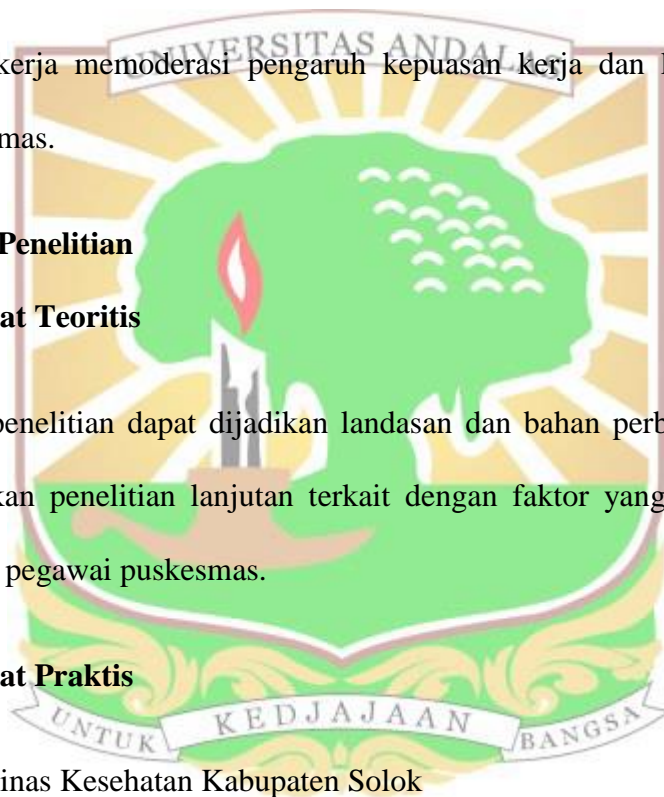 UNIVERSITAS ANDALAS
kerja memoderasi pengaruh kepuasan kerja dan
mas.
Penelitian
at Teoritis
penelitian dapat dijadikan landasan dan bahan perb
kan penelitian lanjutan terkait dengan faktor yang
pegawai puskesmas.
at Praktis
UNTUK KEDJAJAAN BANGSA
inas Kesehatan Kabupaten Solok